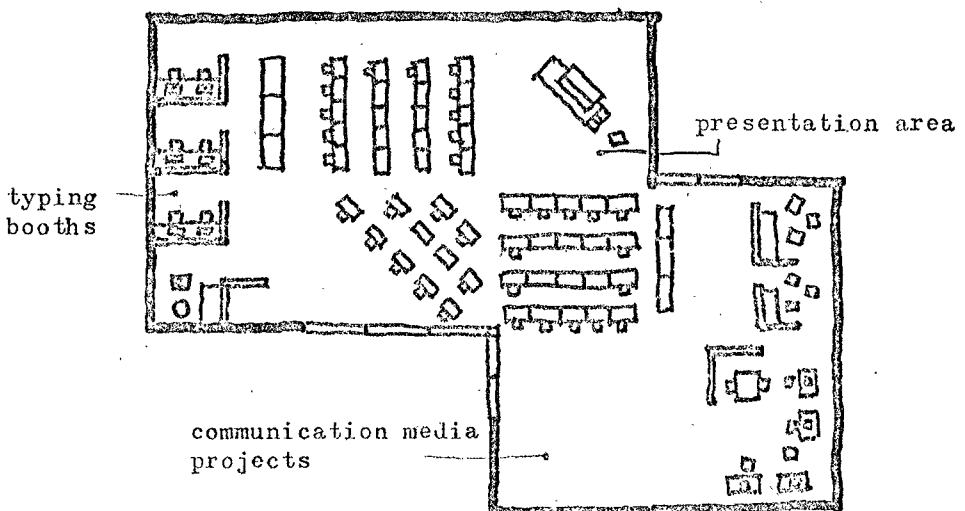 presentation area
typing
booths
communication media
projects